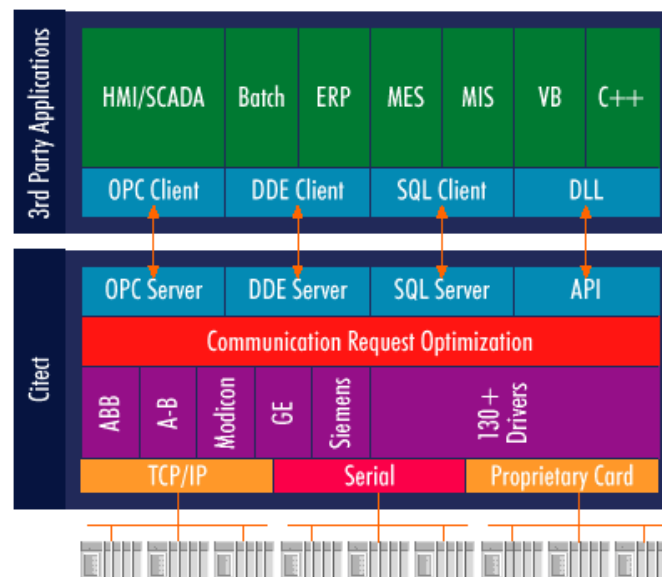 3rd Party Applications
HMI/SCADA
Batch
ERP
MES
MIS
VB
C++
OPC Client
DDE Client
SQL Client
DLL
Citect
OPC Server
DDE Server
SQL Server
API
Communication Request Optimization
ABB
A-B
Modicon
GE
Siemens
130+
Drivers
TCP/IP
Serial
Proprietary Card